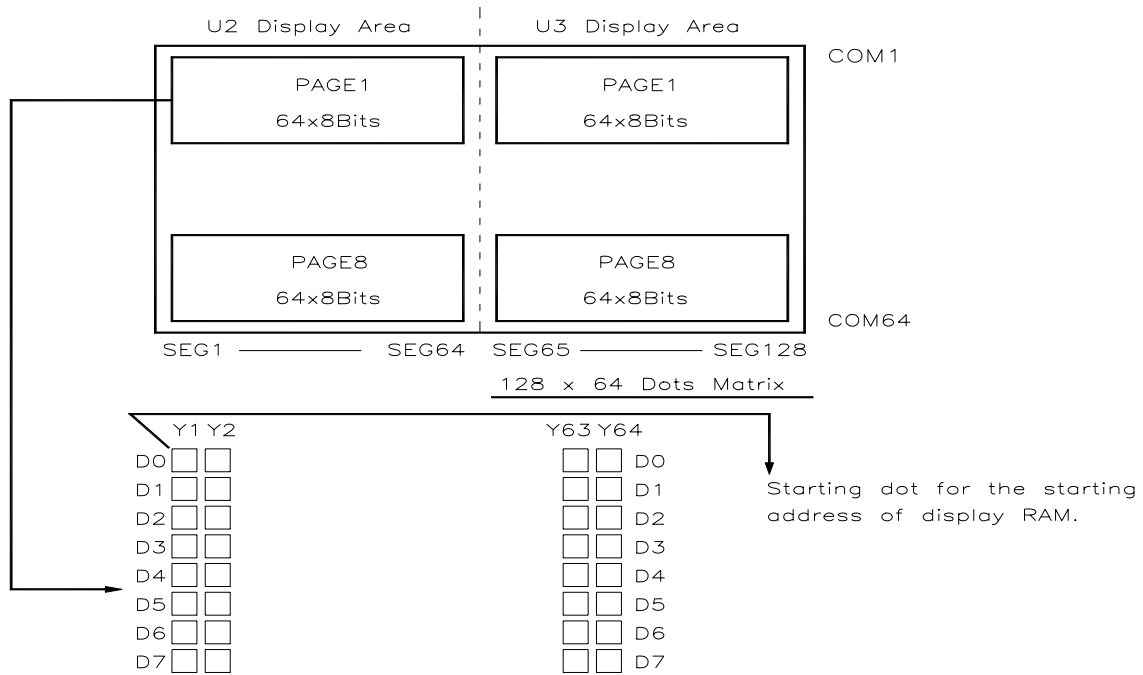 U2 Display Area
U3 Display Area
COM1
PAGE1
64x8Bits
PAGE1
64x8Bits
PAGE8
64x8Bits
PAGE8
64x8Bits
COM64
SEG1
SEG64
SEG65
SEG128
128 x 64 Dots Matrix
Y1 Y2
Y63 Y64
D0
D0
D1
D1
D2
D2
D3
D3
D4
D4
D5
D5
D6
D6
D7
D7
Starting dot for the starting
address of display RAM.